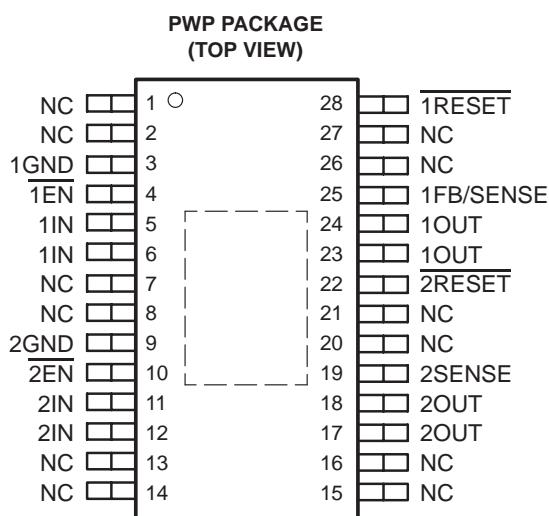 PWP PACKAGE
(TOP VIEW)
NC 1 28 1RESET
NC 2 27 NC
1GND 3 26 NC
1EN 4 25 1FB/SENSE
1IN 5 24 1OUT
1IN 6 23 1OUT
NC 7 22 2RESET
NC 8 21 NC
2GND 9 20 NC
2EN 10 19 2SENSE
2IN 11 18 2OUT
2IN 12 17 2OUT
NC 13 16 NC
NC 14 15 NC